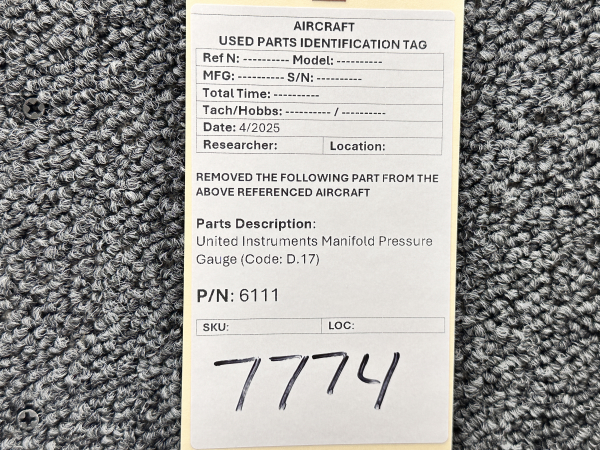 AIRCRAFT
USED PARTS IDENTIFICATION TAG
Ref N: ---------- Model: ----------
MFG: ---------- S/N: ----------
Total Time: ----------
Tach/Hobbs: ---------- / ----------
Date: 4/2025
Researcher: Location:
REMOVED THE FOLLOWING PART FROM THE
ABOVE REFERENCED AIRCRAFT
Parts Description:
United Instruments Manifold Pressure
Gauge (Code: D.17)
P/N: 6111
SKU: LOC:
7774